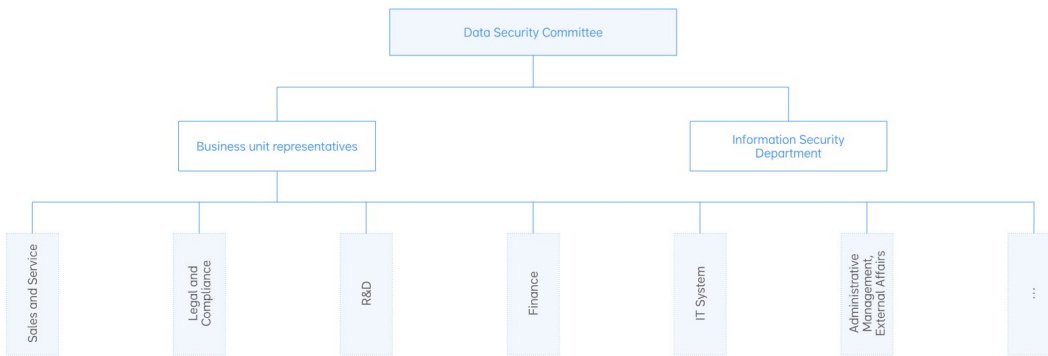 Data Security Committee
Business unit representatives
Information Security
Department
Sales and Service
Legal and
Compliance
R&D
Finance
IT System
Administrative
Management,
External Affairs
...